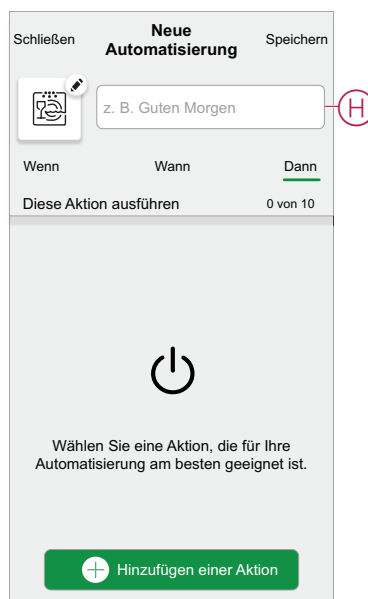 Schließen
Neue
Automatisierung
Speichern
z. B. Guten Morgen
H
Wenn
Wann
Dann
Diese Aktion ausführen
0 von 10
Wählen Sie eine Aktion, die für Ihre
Automatisierung am besten geeignet ist.
Hinzufügen einer Aktion